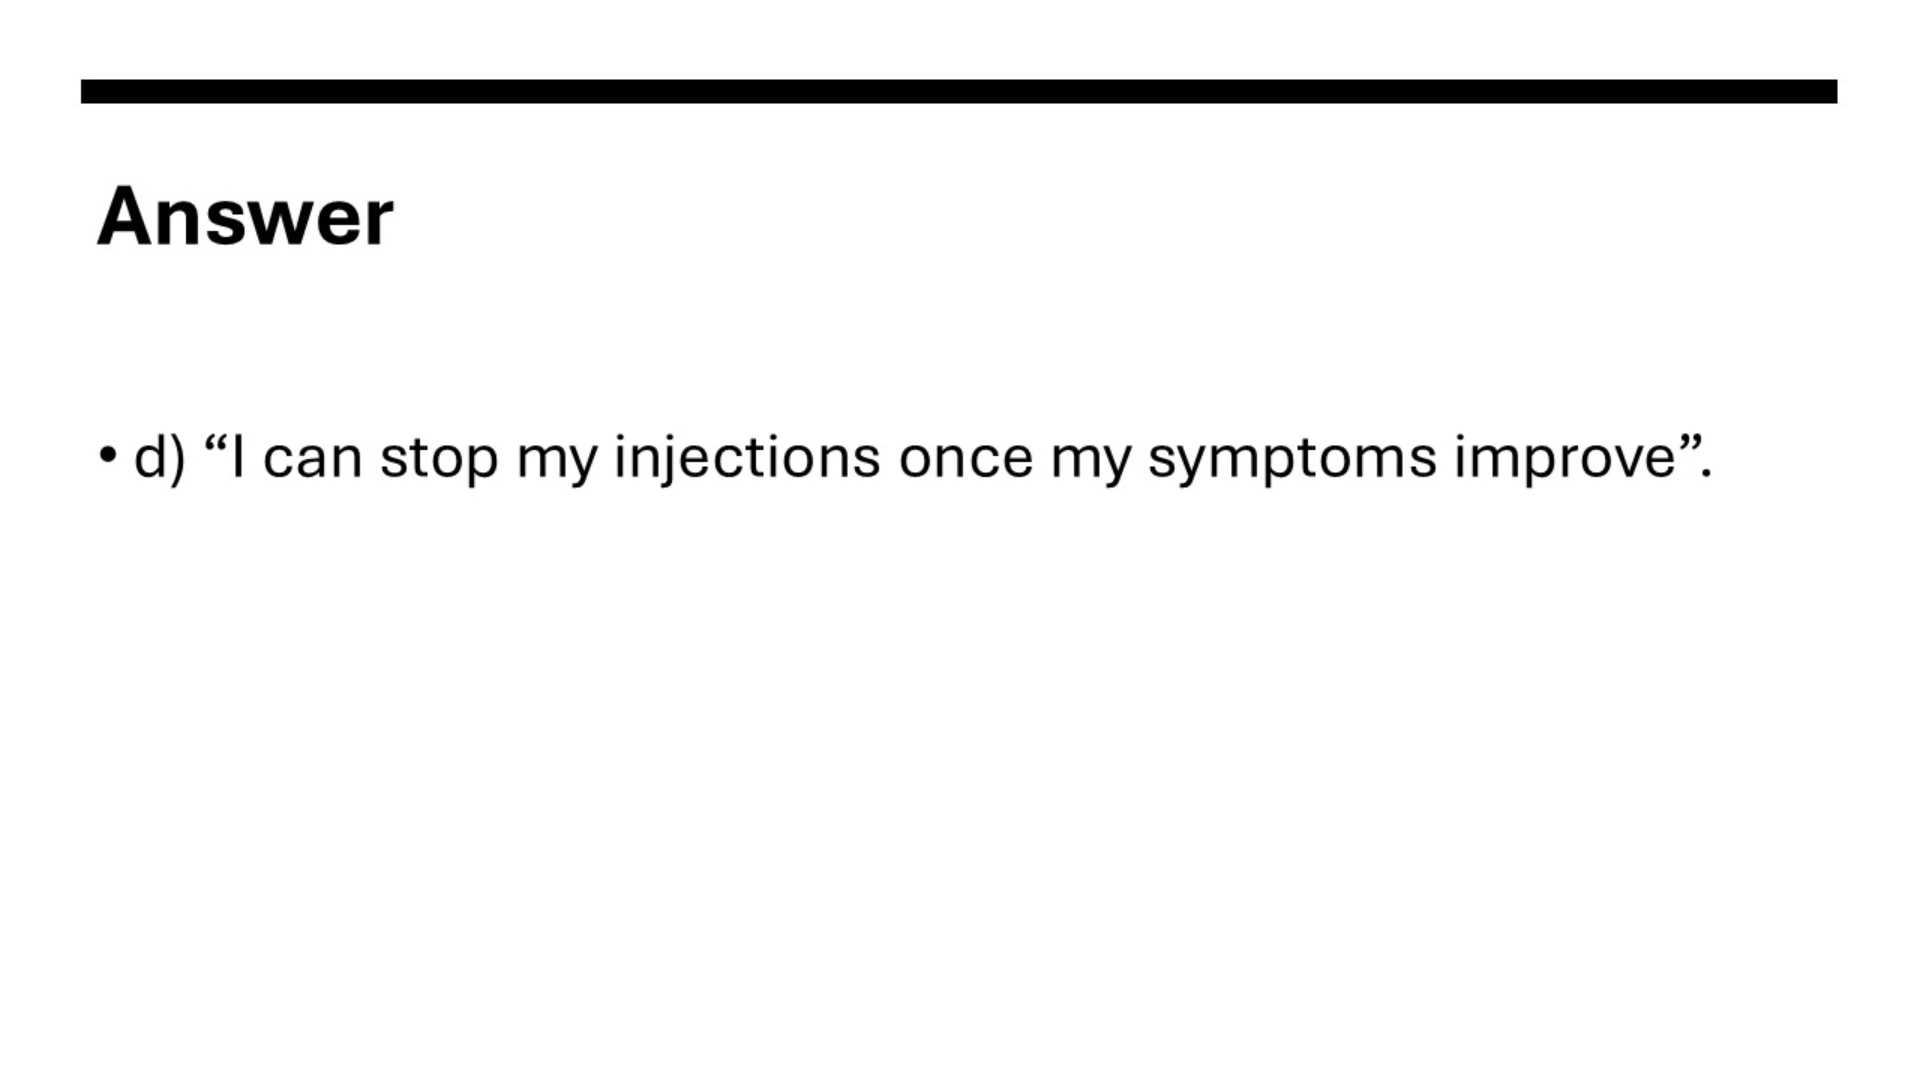 Answer
• d) “I can stop my injections once my symptoms improve”.